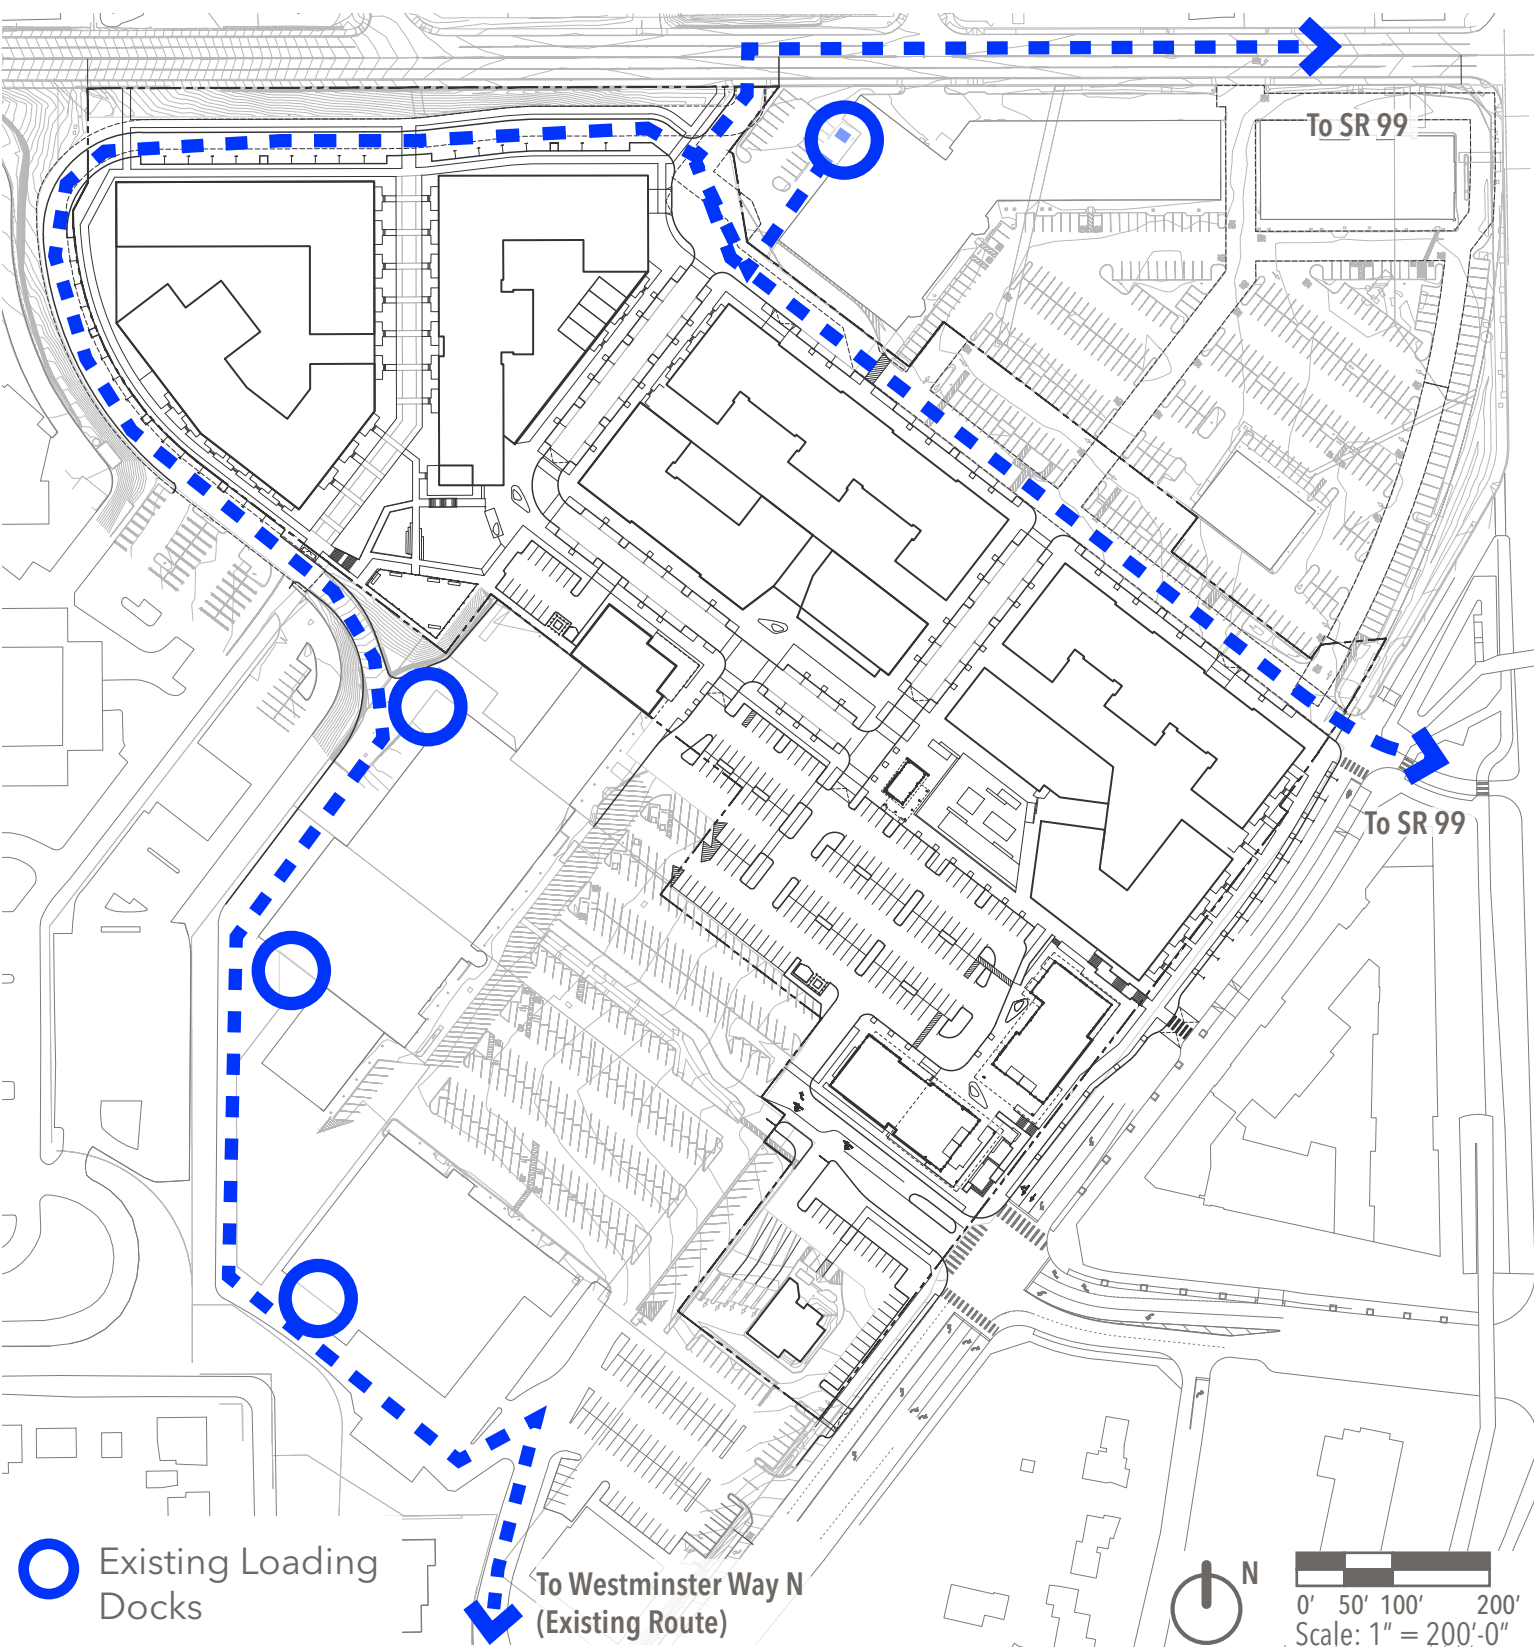 To SR 99
To SR 99
Existing Loading
Docks
To Westminster Way N
(Existing Route)
N
0' 50' 100' 200'
Scale: 1" = 200'-0"